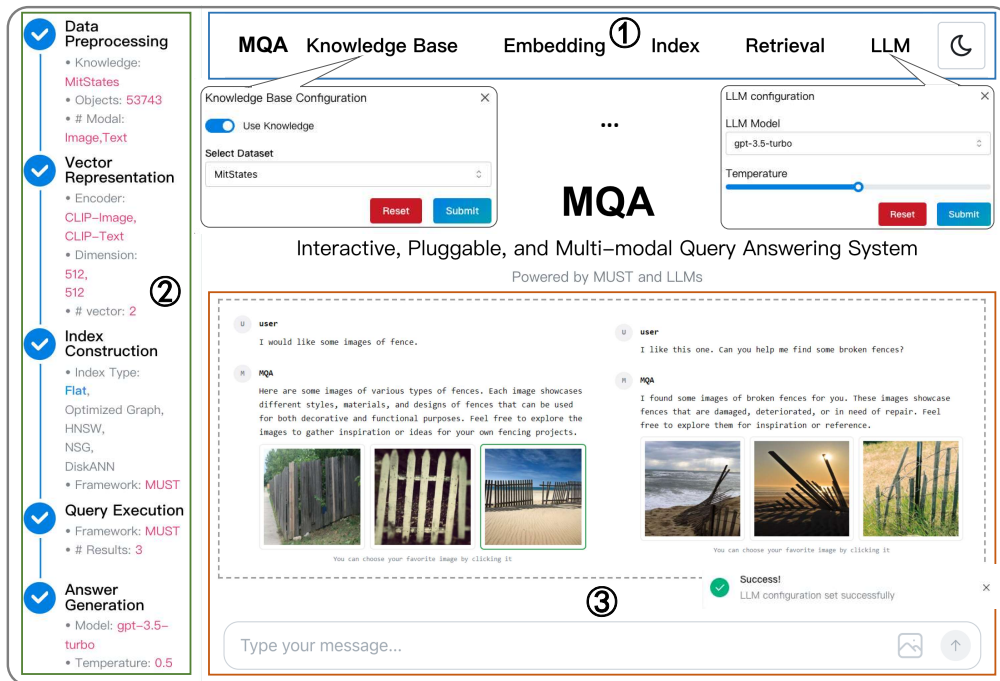 Data
Preprocessing
• Knowledge:
MitStates
• Objects: 53743
• # Modal:
Image,Text
Vector
Representation
• Encoder:
CLIP-Image,
CLIP-Text
• Dimension:
512,
512
• # vector: 2
②
Index
Construction
• Index Type:
Flat,
Optimized Graph,
HNSW,
NSG,
DiskANN
• Framework: MUST
Query Execution
• Framework: MUST
• # Results: 3
Answer
Generation
• Model: gpt-3.5-
turbo
• Temperature: 0.5
MQA Knowledge Base Embedding ① Index Retrieval LLM
Knowledge Base Configuration
Use Knowledge
Select Dataset
MitStates
Reset Submit
...
LLM configuration
LLM Model
gpt-3.5-turbo
Temperature
Reset Submit
MQA
Interactive, Pluggable, and Multi-modal Query Answering System
Powered by MUST and LLMs
U user
I would like some images of fence.
M MQA
Here are some images of various types of fences. Each image showcases
different styles, materials, and designs of fences that can be used
for both decorative and functional purposes. Feel free to explore the
images to gather inspiration or ideas for your own fencing projects.
You can choose your favorite image by clicking it
U user
I like this one. Can you help me find some broken fences?
M MQA
I found some images of broken fences for you. These images showcase
fences that are damaged, deteriorated, or in need of repair. Feel
free to explore them for inspiration or reference.
You can choose your favorite image by clicking it
③
Success!
LLM configuration set successfully
Type your message...